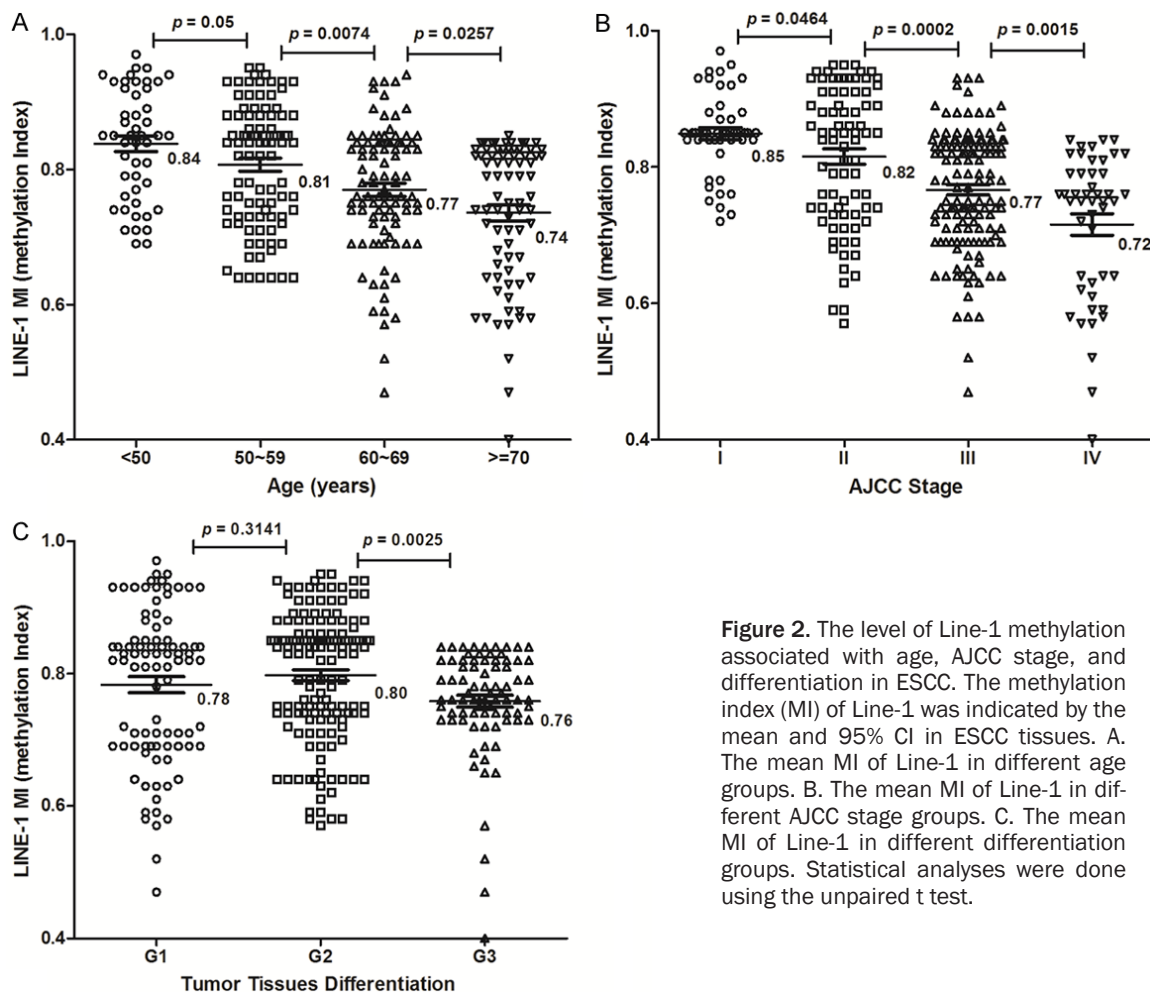 A
p = 0.05
p = 0.0074
p = 0.0257
LINE-1 MI (methylation Index)
1.0
0.8
0.6
0.4
0.84
0.81
0.77
0.74
<50
50~59
60~69
>=70
Age (years)
B
p = 0.0464
p = 0.0002
p = 0.0015
LINE-1 MI (methylation Index)
1.0
0.8
0.6
0.4
0.85
0.82
0.77
0.72
I
II
III
IV
AJCC Stage
C
p = 0.3141
p = 0.0025
LINE-1 MI (methylation Index)
1.0
0.8
0.6
0.4
0.78
0.80
0.76
G1
G2
G3
Tumor Tissues Differentiation
Figure 2. The level of Line-1 methylation
associated with age, AJCC stage, and
differentiation in ESCC. The methylation
index (MI) of Line-1 was indicated by the
mean and 95% CI in ESCC tissues. A.
The mean MI of Line-1 in different age
groups. B. The mean MI of Line-1 in dif-
ferent AJCC stage groups. C. The mean
MI of Line-1 in different differentiation
groups. Statistical analyses were done
using the unpaired t test.